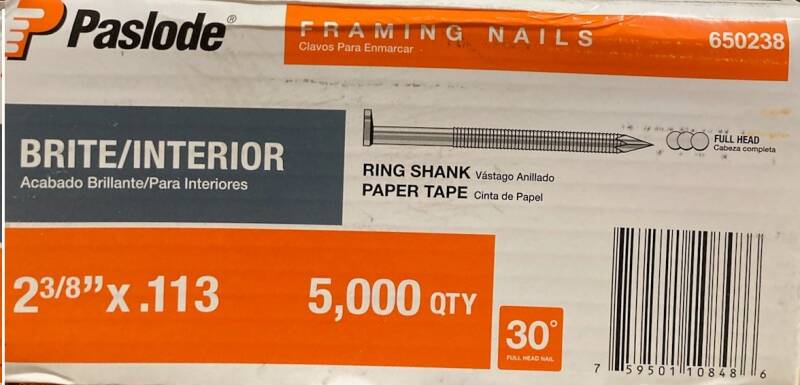 Paslode®
FRAMING NAILS
Clavos Para Enmarcar
650238
BRITE/INTERIOR
Acabado Brillante/Para Interiores
RING SHANK Vástago Anillado
PAPER TAPE Cinta de Papel
FULL HEAD
Cabeza completa
2 3/8” x .113
5,000 QTY
30°
FULL HEAD NAIL
7 59501 10848 6